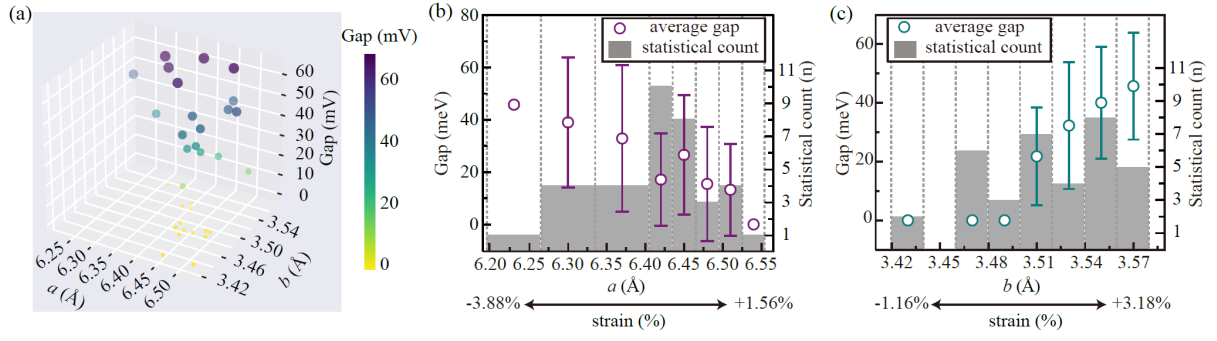 (a)
Gap (mV)
60
40
20
0
60
50
40
30
20
10
0
Gap (mV)
6.25
6.30
6.35
6.40
6.45
6.50
a (Å)
3.54
3.50
3.46
3.42
b (Å)
(b)
80
60
40
20
0
Gap (meV)
average gap
statistical count
11
9
7
5
3
1
Statistical count (n)
6.20 6.30 6.35 6.40 6.45 6.50 6.55
a (Å)
-3.88% +1.56%
strain (%)
(c)
60
40
20
0
Gap (meV)
average gap
statistical count
11
9
7
5
3
1
Statistical count (n)
3.42 3.45 3.48 3.51 3.54 3.57
b (Å)
-1.16% +3.18%
strain (%)